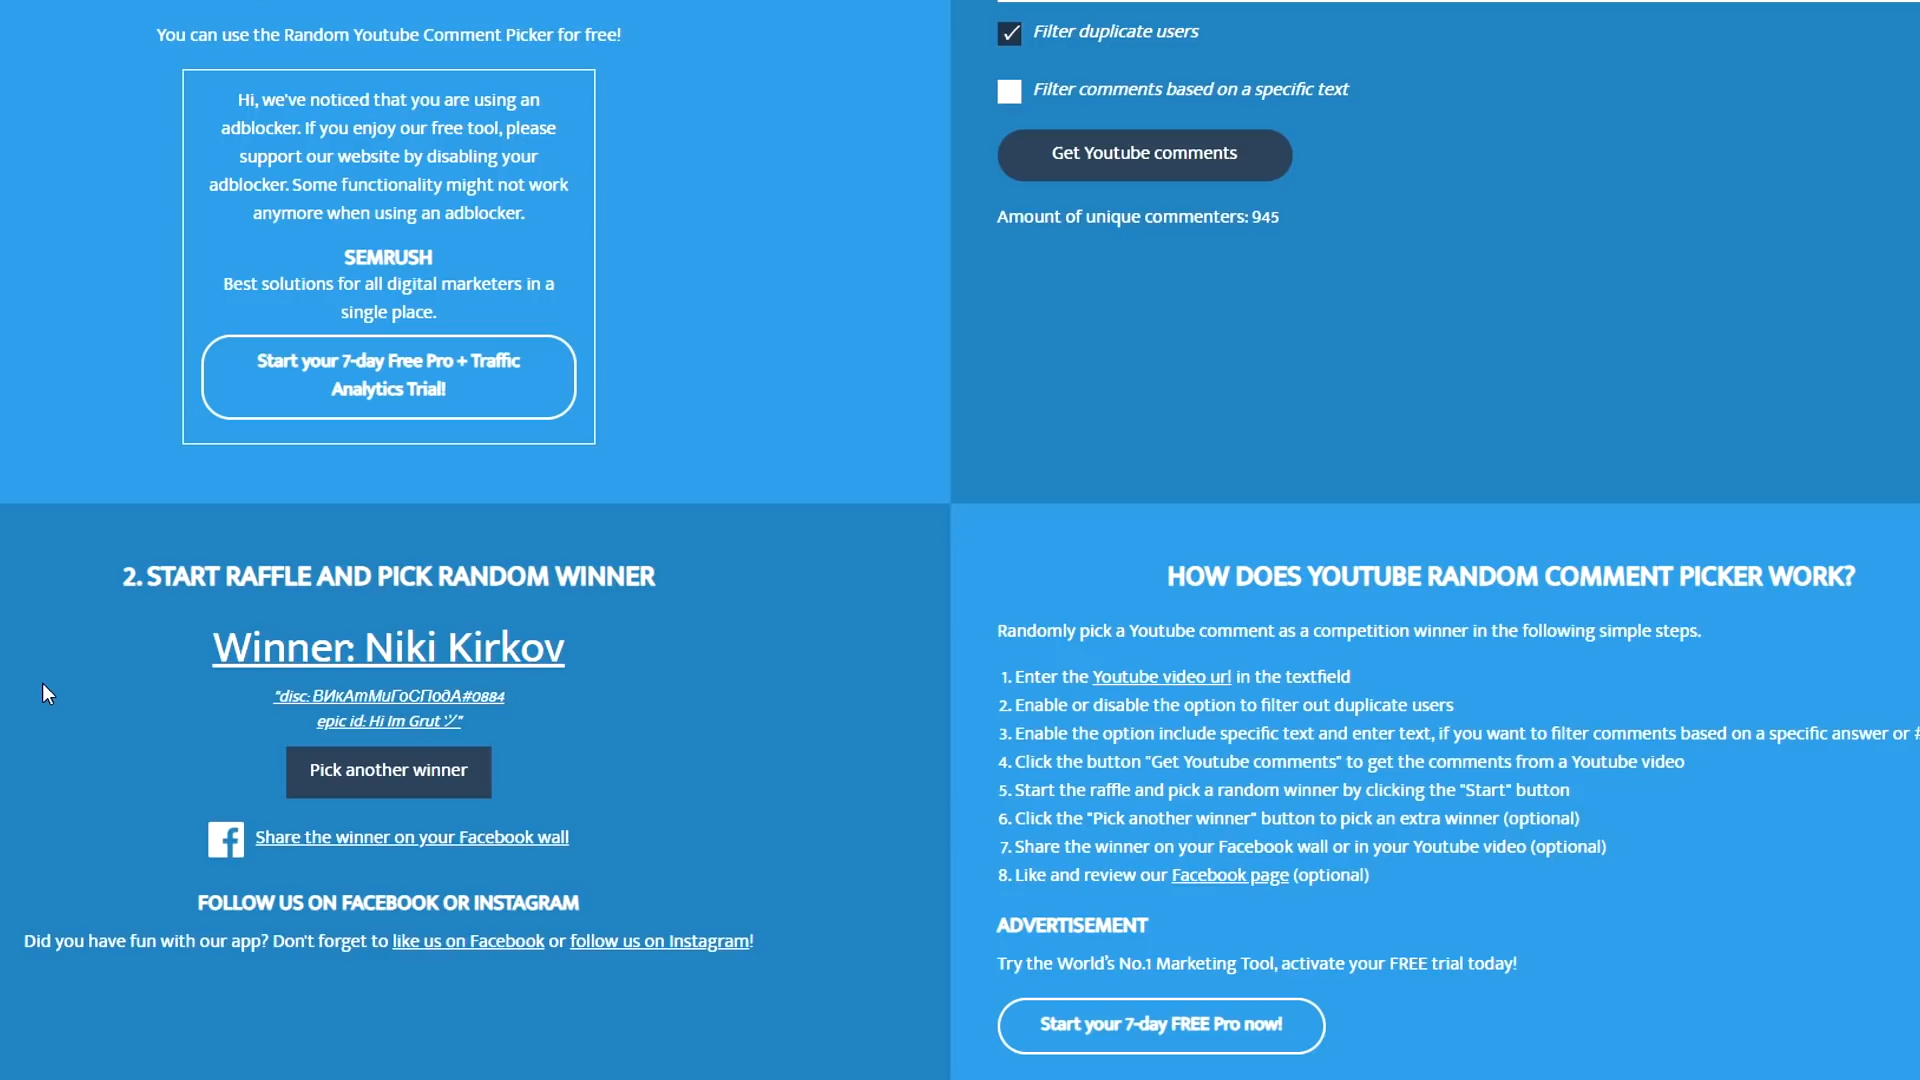 You can use the Random Youtube Comment Picker for free!
Hi, we've noticed that you are using an
adblocker. If you enjoy our free tool, please
support our website by disabling your
adblocker. Some functionality might not work
anymore when using an adblocker.
SEMRUSH
Best solutions for all digital marketers in a
single place.
Start your 7-day Free Pro + Traffic
Analytics Trial!
Filter duplicate users
Filter comments based on a specific text
Get Youtube comments
Amount of unique commenters: 945
2. START RAFFLE AND PICK RANDOM WINNER
Winner: Niki Kirkov
"disc: ВИкАтМиГоСПодА#0884
epic id: Hi Im Grut ツ"
Pick another winner
Share the winner on your Facebook wall
FOLLOW US ON FACEBOOK OR INSTAGRAM
Did you have fun with our app? Don't forget to like us on Facebook or follow us on Instagram!
HOW DOES YOUTUBE RANDOM COMMENT PICKER WORK?
Randomly pick a Youtube comment as a competition winner in the following simple steps.
1. Enter the Youtube video url in the textfield
2. Enable or disable the option to filter out duplicate users
3. Enable the option include specific text and enter text, if you want to filter comments based on a specific answer or #
4. Click the button "Get Youtube comments" to get the comments from a Youtube video
5. Start the raffle and pick a random winner by clicking the "Start" button
6. Click the "Pick another winner" button to pick an extra winner (optional)
7. Share the winner on your Facebook wall or in your Youtube video (optional)
8. Like and review our Facebook page (optional)
ADVERTISEMENT
Try the World's No.1 Marketing Tool, activate your FREE trial today!
Start your 7-day FREE Pro now!